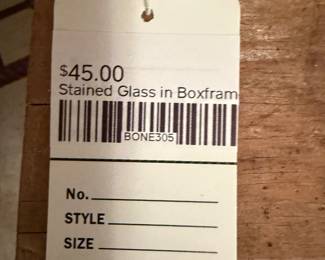 $45.00
Stained Glass in Boxfram
BONE305
No.
STYLE
SIZE